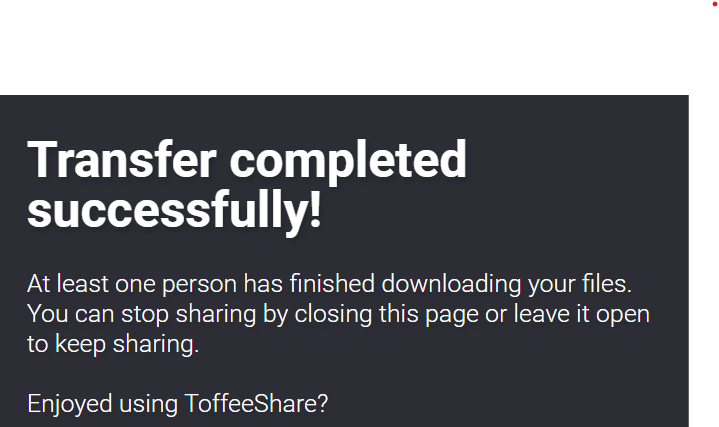 Transfer completed
successfully!
At least one person has finished downloading your files.
You can stop sharing by closing this page or leave it open
to keep sharing.
Enjoyed using ToffeeShare?